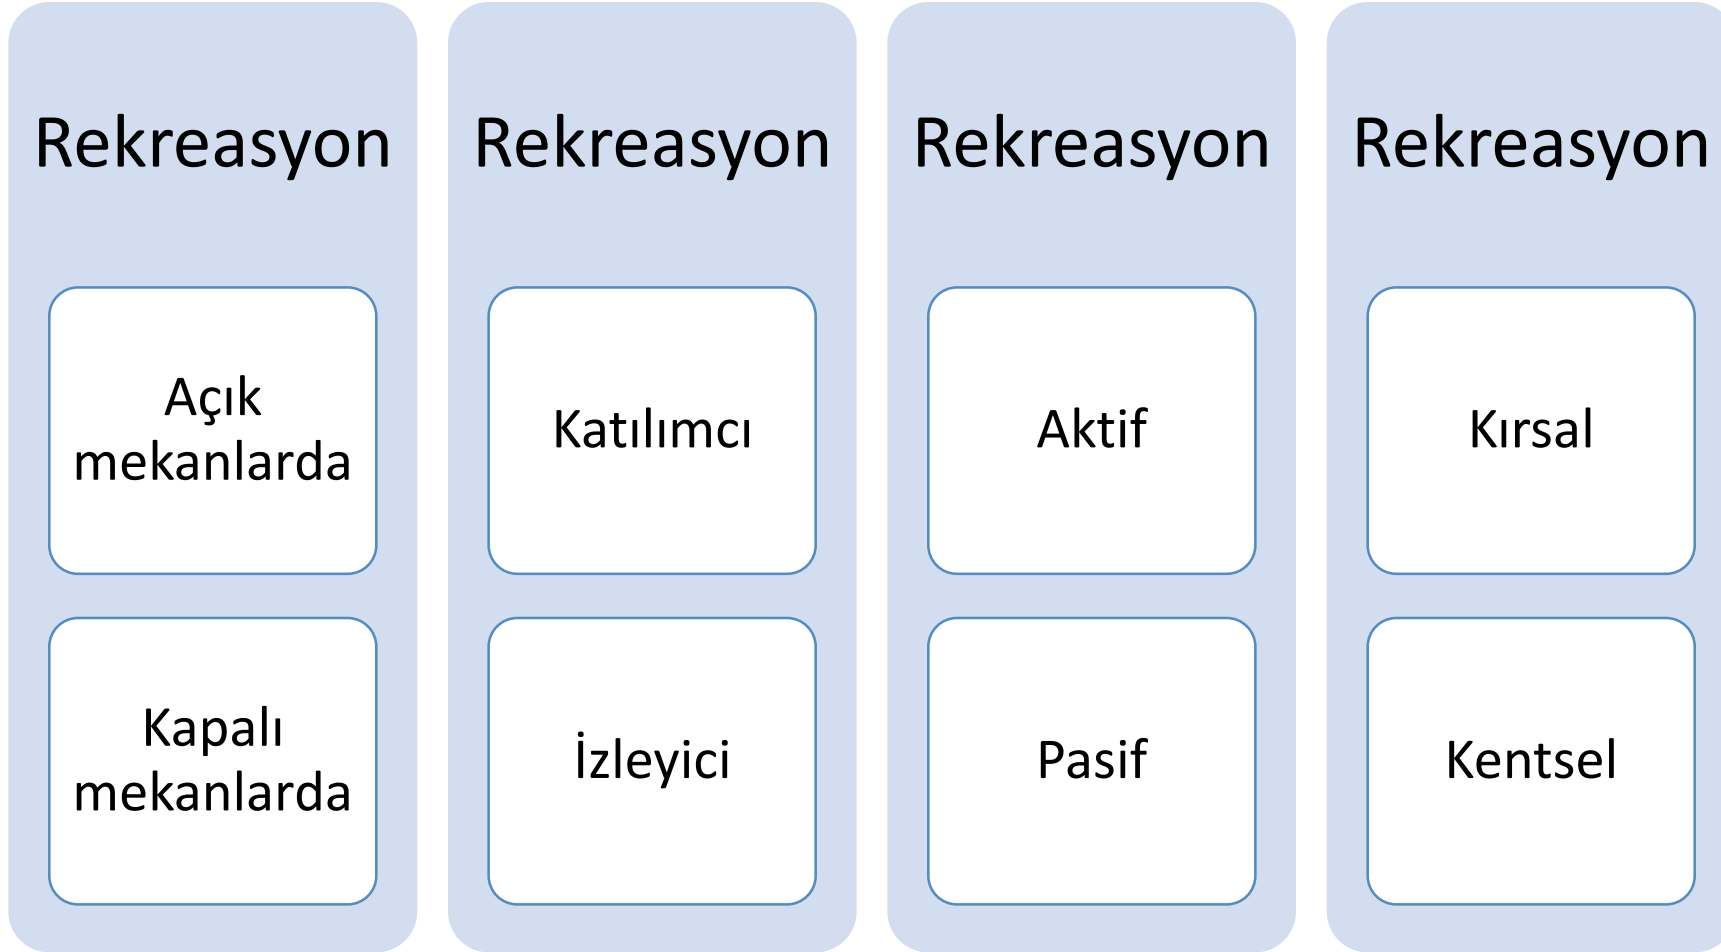 Rekreasyon
Açık
mekanlarda
Kapalı
mekanlarda
Rekreasyon
Katılımcı
İzleyici
Rekreasyon
Aktif
Pasif
Rekreasyon
Kırsal
Kentsel